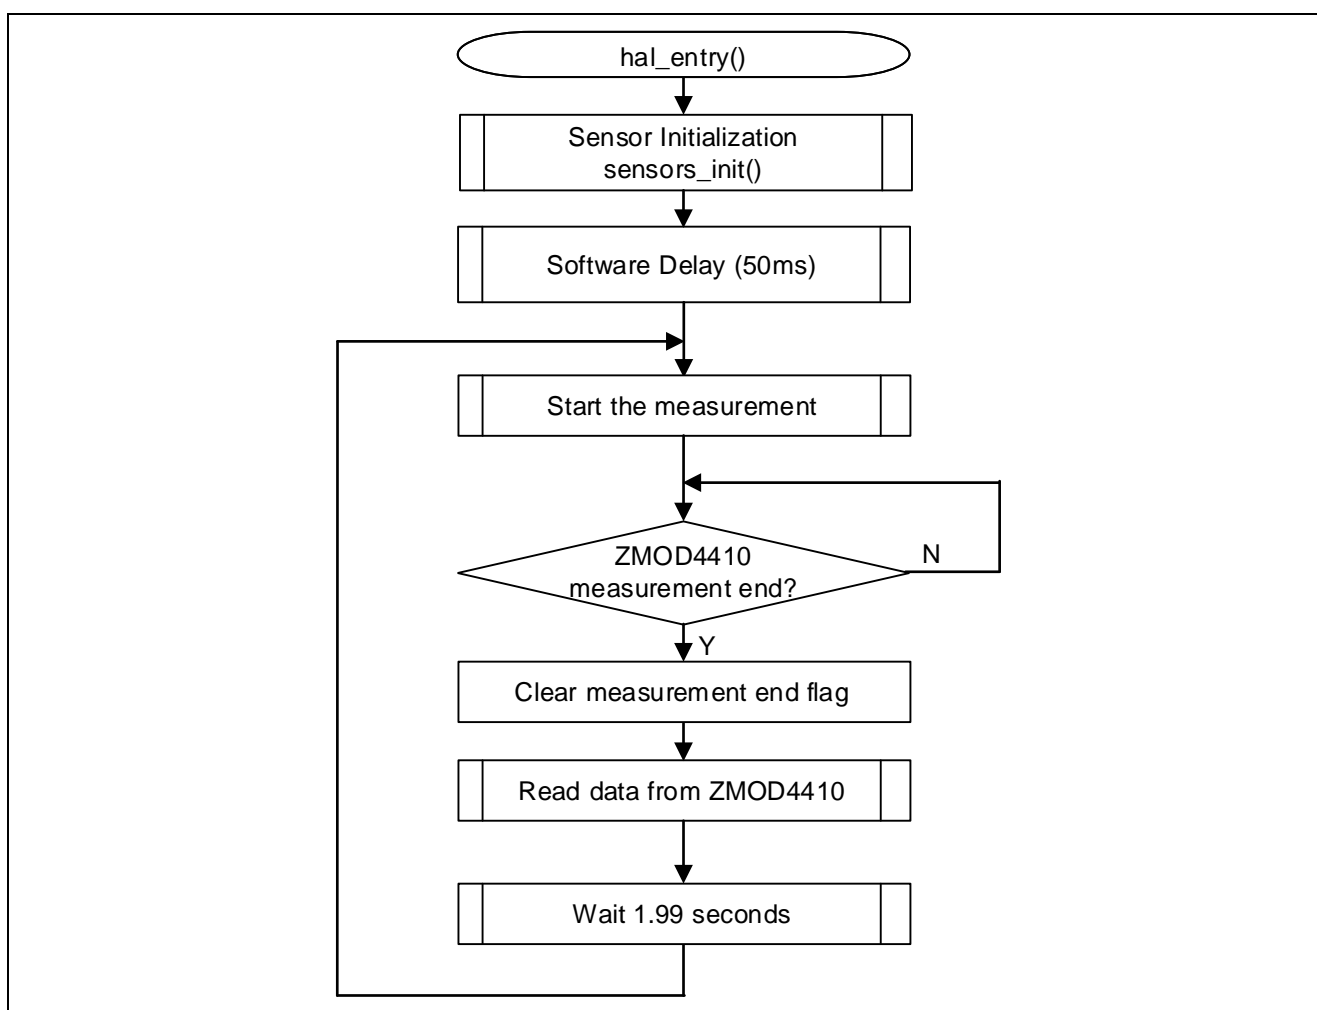 hal_entry()
Sensor Initialization
sensors_init()
Software Delay (50ms)
Start the measurement
ZMOD4410
measurement end?
N
Y
Clear measurement end flag
Read data from ZMOD4410
Wait 1.99 seconds